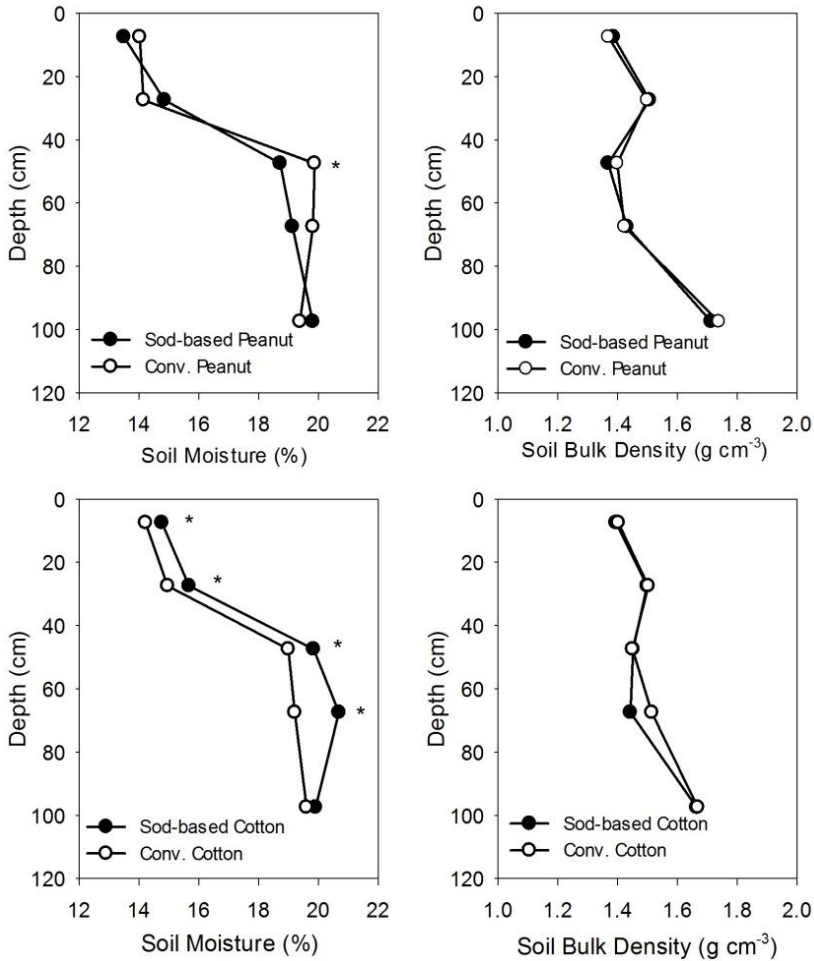 0
20
40
60
80
100
120
Depth (cm)
*
Sod-based Peanut
Conv. Peanut
12 14 16 18 20 22
Soil Moisture (%)
0
20
40
60
80
100
120
Depth (cm)
Sod-based Peanut
Conv. Peanut
1.0 1.2 1.4 1.6 1.8 2.0
Soil Bulk Density (g cm⁻³)
0
20
40
60
80
100
120
Depth (cm)
*
*
*
*
Sod-based Cotton
Conv. Cotton
12 14 16 18 20 22
Soil Moisture (%)
0
20
40
60
80
100
120
Depth (cm)
Sod-based Cotton
Conv. Cotton
1.0 1.2 1.4 1.6 1.8 2.0
Soil Bulk Density (g cm⁻³)